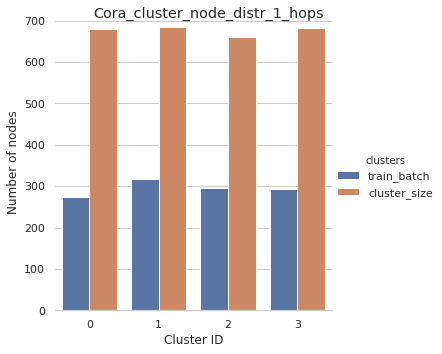 Cora_cluster_node_distr_1_hops
700
600
500
400
300
200
100
0
Number of nodes
0 1 2 3
Cluster ID
clusters
train_batch
cluster_size